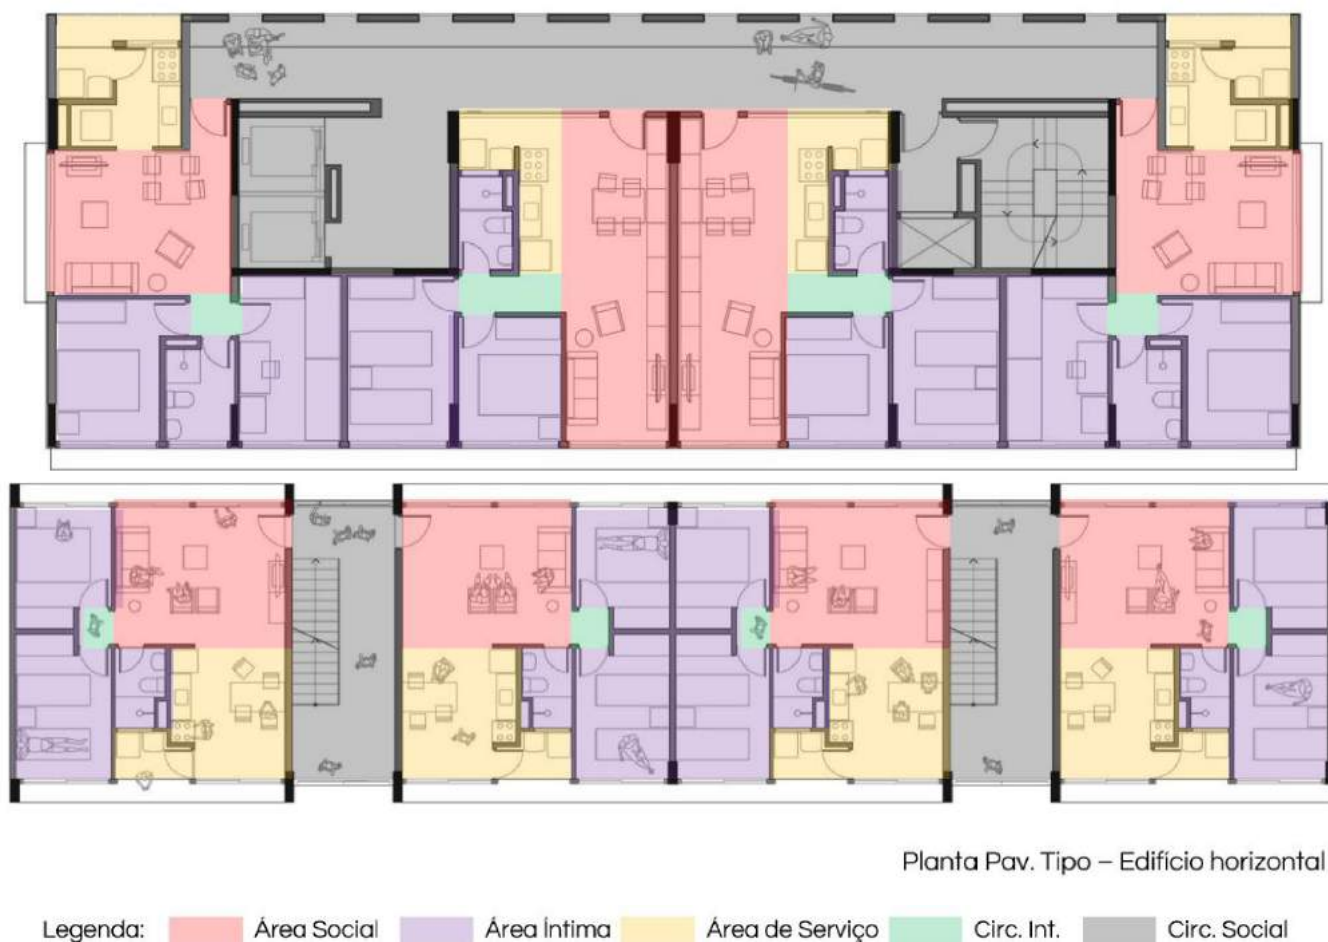 Planta Pav. Tipo – Edifício horizontal
Legenda: Área Social Área Íntima Área de Serviço Circ. Int. Circ. Social